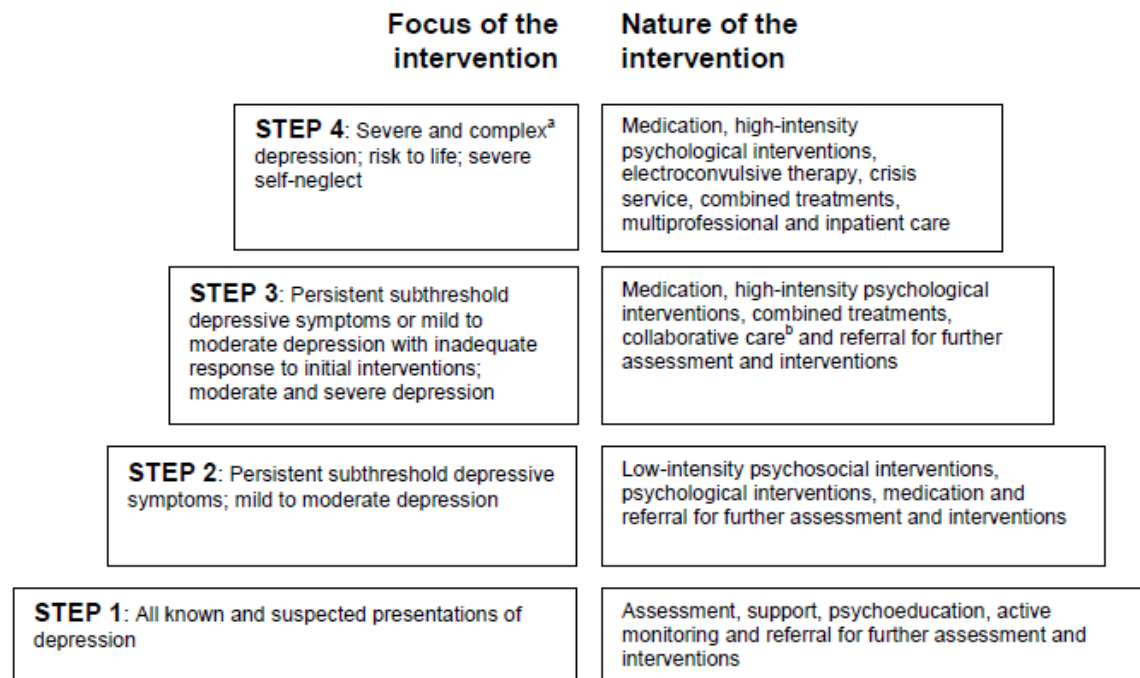 Focus of the
intervention
Nature of the
intervention
STEP 4: Severe and complexᵃ
depression; risk to life; severe
self-neglect
Medication, high-intensity
psychological interventions,
electroconvulsive therapy, crisis
service, combined treatments,
multiprofessional and inpatient care
STEP 3: Persistent subthreshold
depressive symptoms or mild to
moderate depression with inadequate
response to initial interventions;
moderate and severe depression
Medication, high-intensity psychological
interventions, combined treatments,
collaborative careᵇ and referral for further
assessment and interventions
STEP 2: Persistent subthreshold depressive
symptoms; mild to moderate depression
Low-intensity psychosocial interventions,
psychological interventions, medication and
referral for further assessment and interventions
STEP 1: All known and suspected presentations of
depression
Assessment, support, psychoeducation, active
monitoring and referral for further assessment and
interventions